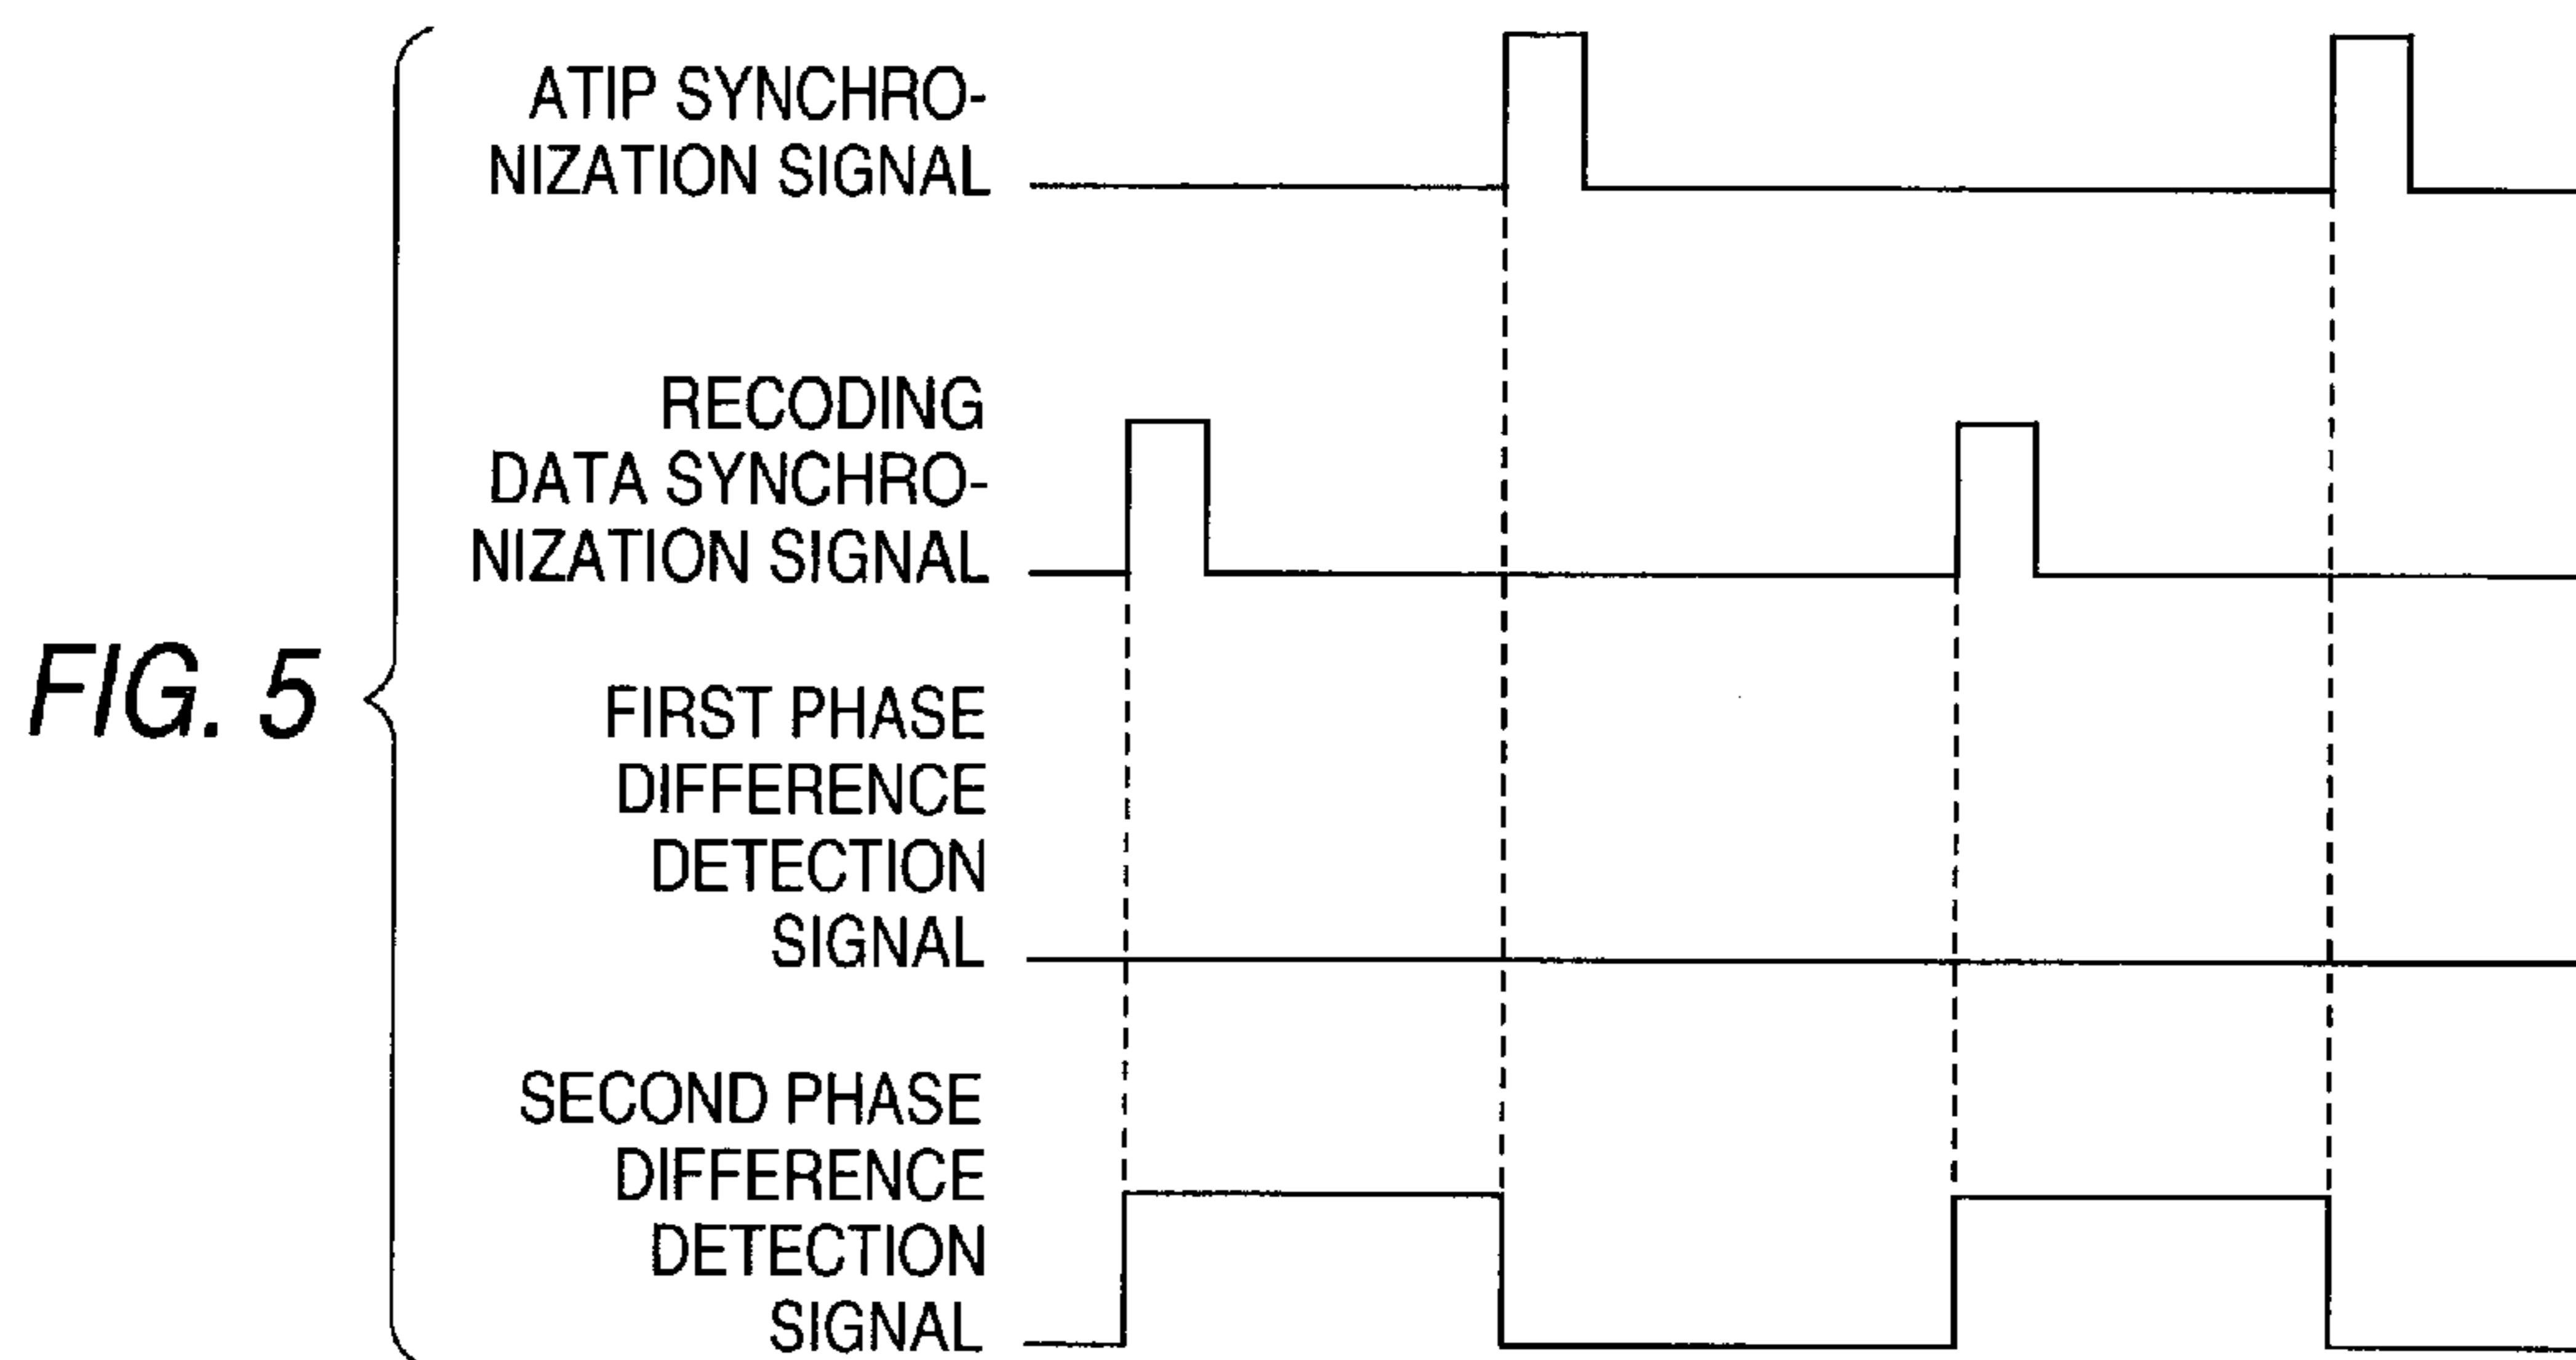 ATIP SYNCHRO-
NIZATION SIGNAL
RECODING
DATA SYNCHRO-
NIZATION SIGNAL
FIG. 5
FIRST PHASE
DIFFERENCE
DETECTION
SIGNAL
SECOND PHASE
DIFFERENCE
DETECTION
SIGNAL